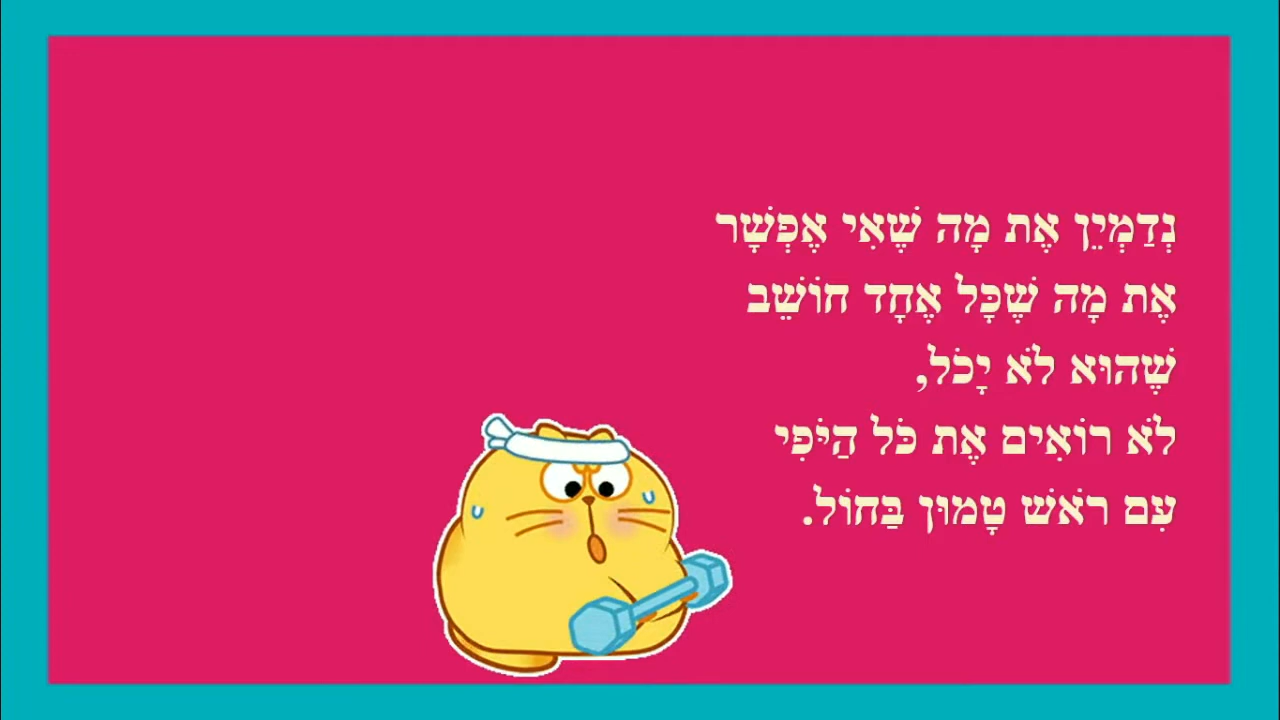 נְדַמְיֵן אֶת מָה שֶׁאִי אֶפְשָׁר
אֶת מָה שֶׁכָּל אֶחָד חוֹשֵׁב
שֶׁהוּא לֹא יָכֹל,
לֹא רוֹאִים אֶת כֹּל הַיֹּפִי
עִם רֹאשׁ טָמוּן בַּחוֹל.